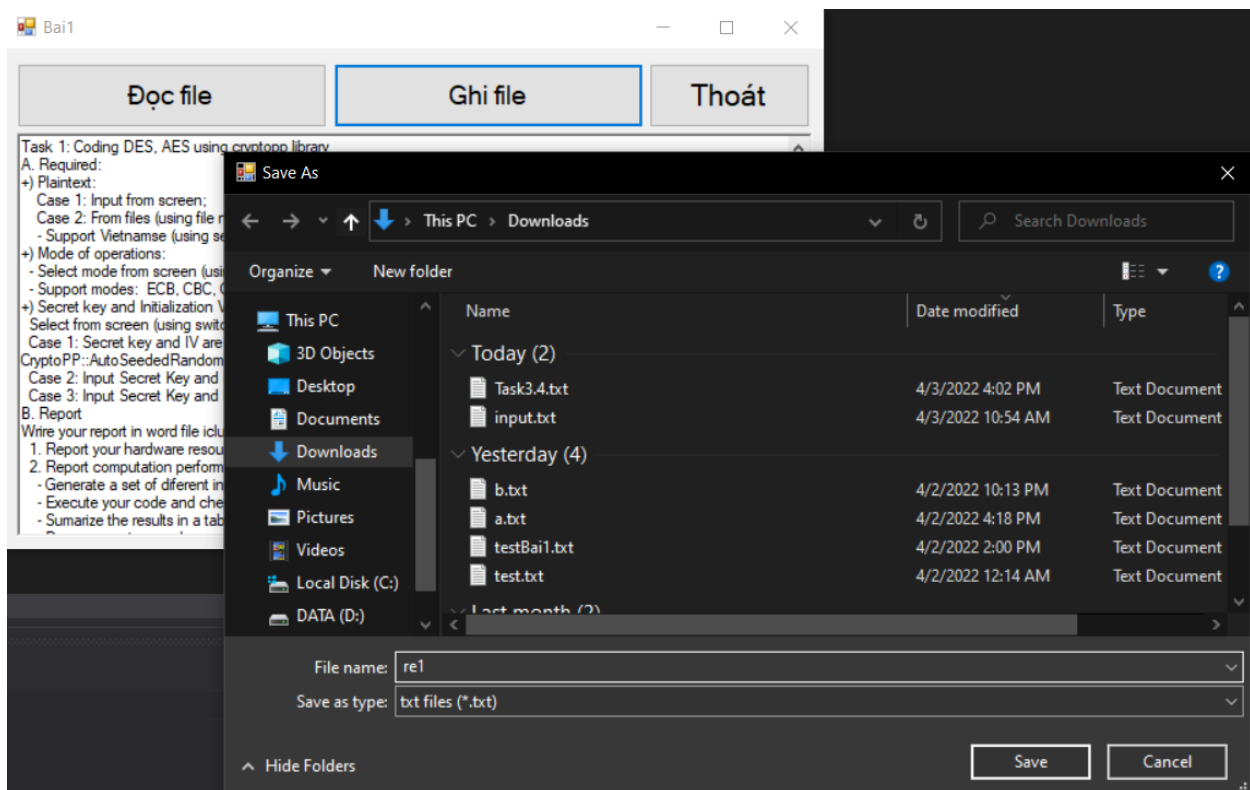 Bai1
Đọc file
Ghi file
Thoát
Task 1: Coding DES, AES using cryptopp library
A. Required:
+) Plaintext:
Case 1: Input from screen;
Case 2: From files (using file
- Support Vietnamse (using
+) Mode of operations:
- Select mode from screen
- Support modes: ECB, CBC,
+) Secret key and Initialization
Select from screen (using
Case 1: Secret key and IV are
CryptoPP::AutoSeededRandom
Case 2: Input Secret Key and
Case 3: Input Secret Key and
B. Report
Wrire your report in word file
1. Report your hardware
2. Report computation
- Generate a set of diferent
- Execute your code and
- Sumarize the results in a
Save As
This PC > Downloads
Search Downloads
Organize
New folder
This PC
3D Objects
Desktop
Documents
Downloads
Music
Pictures
Videos
Local Disk (C:)
DATA (D:)
Name Date modified Type
Today (2)
Task3.4.txt 4/3/2022 4:02 PM Text Document
input.txt 4/3/2022 10:54 AM Text Document
Yesterday (4)
b.txt 4/2/2022 10:13 PM Text Document
a.txt 4/2/2022 4:18 PM Text Document
testBai1.txt 4/2/2022 2:00 PM Text Document
test.txt 4/2/2022 12:14 AM Text Document
Last month (2)
File name: re1
Save as type: txt files (*.txt)
Hide Folders
Save
Cancel